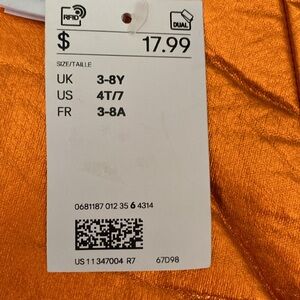 RFID DUAL
$ 17.99
SIZE/TAILLE
UK 3-8Y
US 4T/7
FR 3-8A
0681187 012 35 6 4314
US 11 347004 R7 67D98